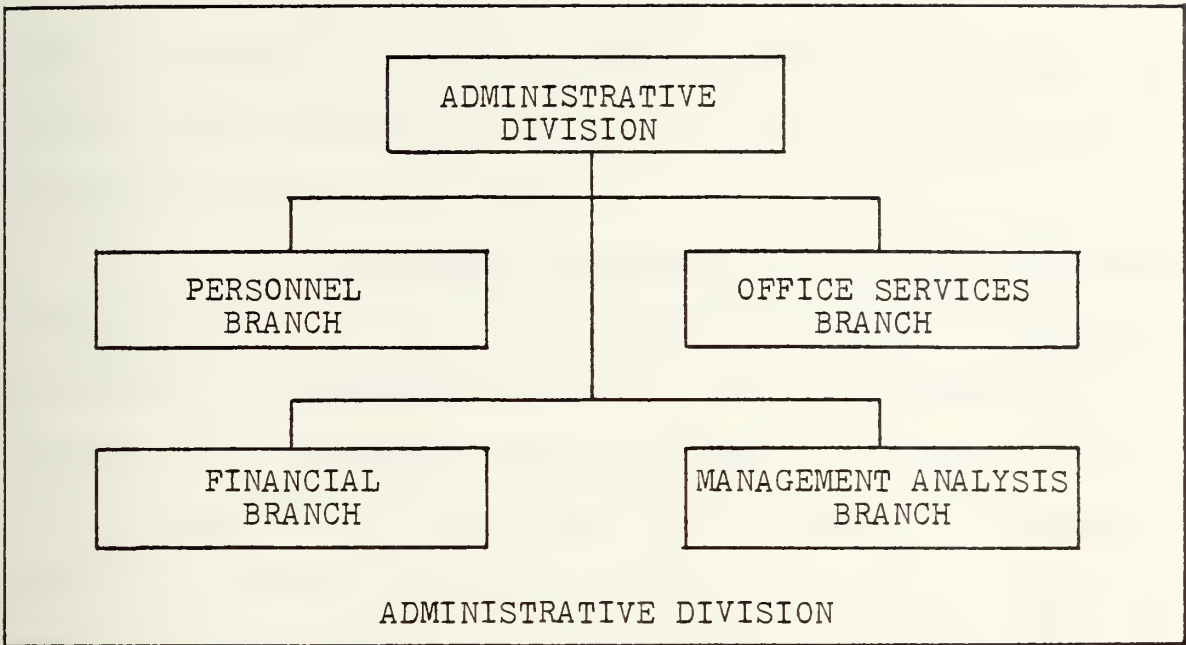 ADMINISTRATIVE
DIVISION
PERSONNEL
BRANCH
OFFICE SERVICES
BRANCH
FINANCIAL
BRANCH
MANAGEMENT ANALYSIS
BRANCH
ADMINISTRATIVE DIVISION